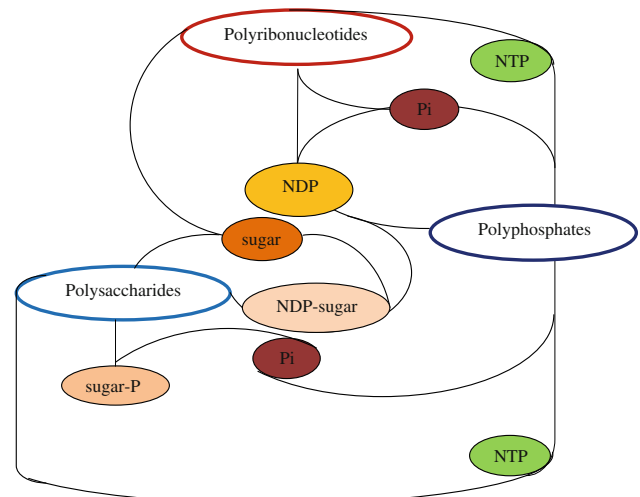 Polyribonucleotides
NTP
Pi
NDP
Polyphosphates
sugar
Polysaccharides
NDP-sugar
Pi
sugar-P
NTP